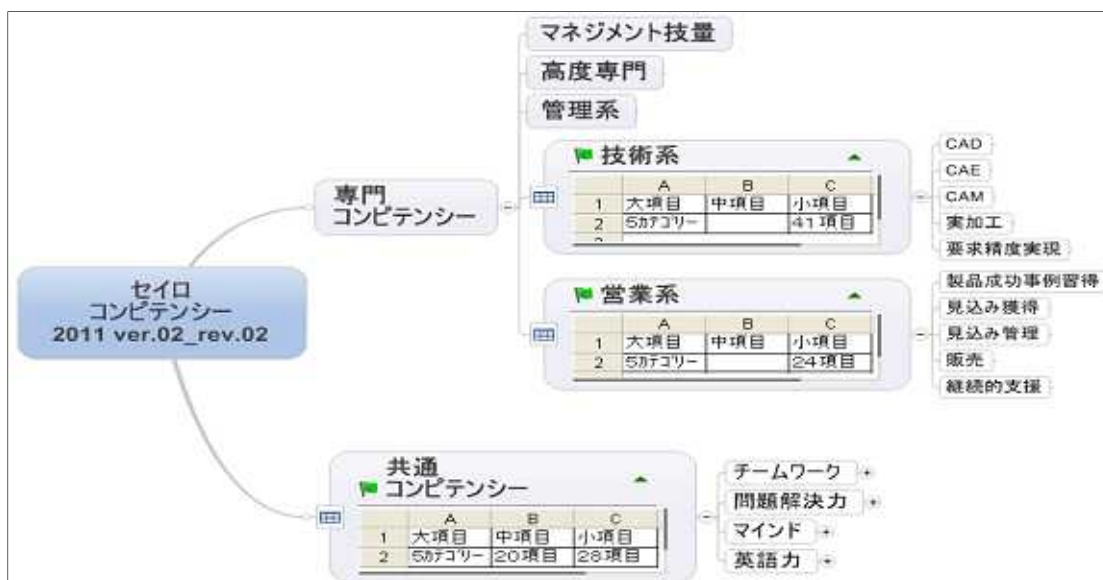 セイロ
コンピテンシー
2011 ver.02_rev.02
専門
コンピテンシー
マネジメント技量
高度専門
管理系
技術系
A B C
1 大項目 中項目 小項目
2 5カテゴリー 41項目
CAD
CAE
CAM
実加工
要求精度実現
営業系
A B C
1 大項目 中項目 小項目
2 5カテゴリー 24項目
製品成功事例習得
見込み獲得
見込み管理
販売
継続的支援
共通
コンピテンシー
A B C
1 大項目 中項目 小項目
2 5カテゴリー 20項目 28項目
チームワーク
問題解決力
マインド
英語力